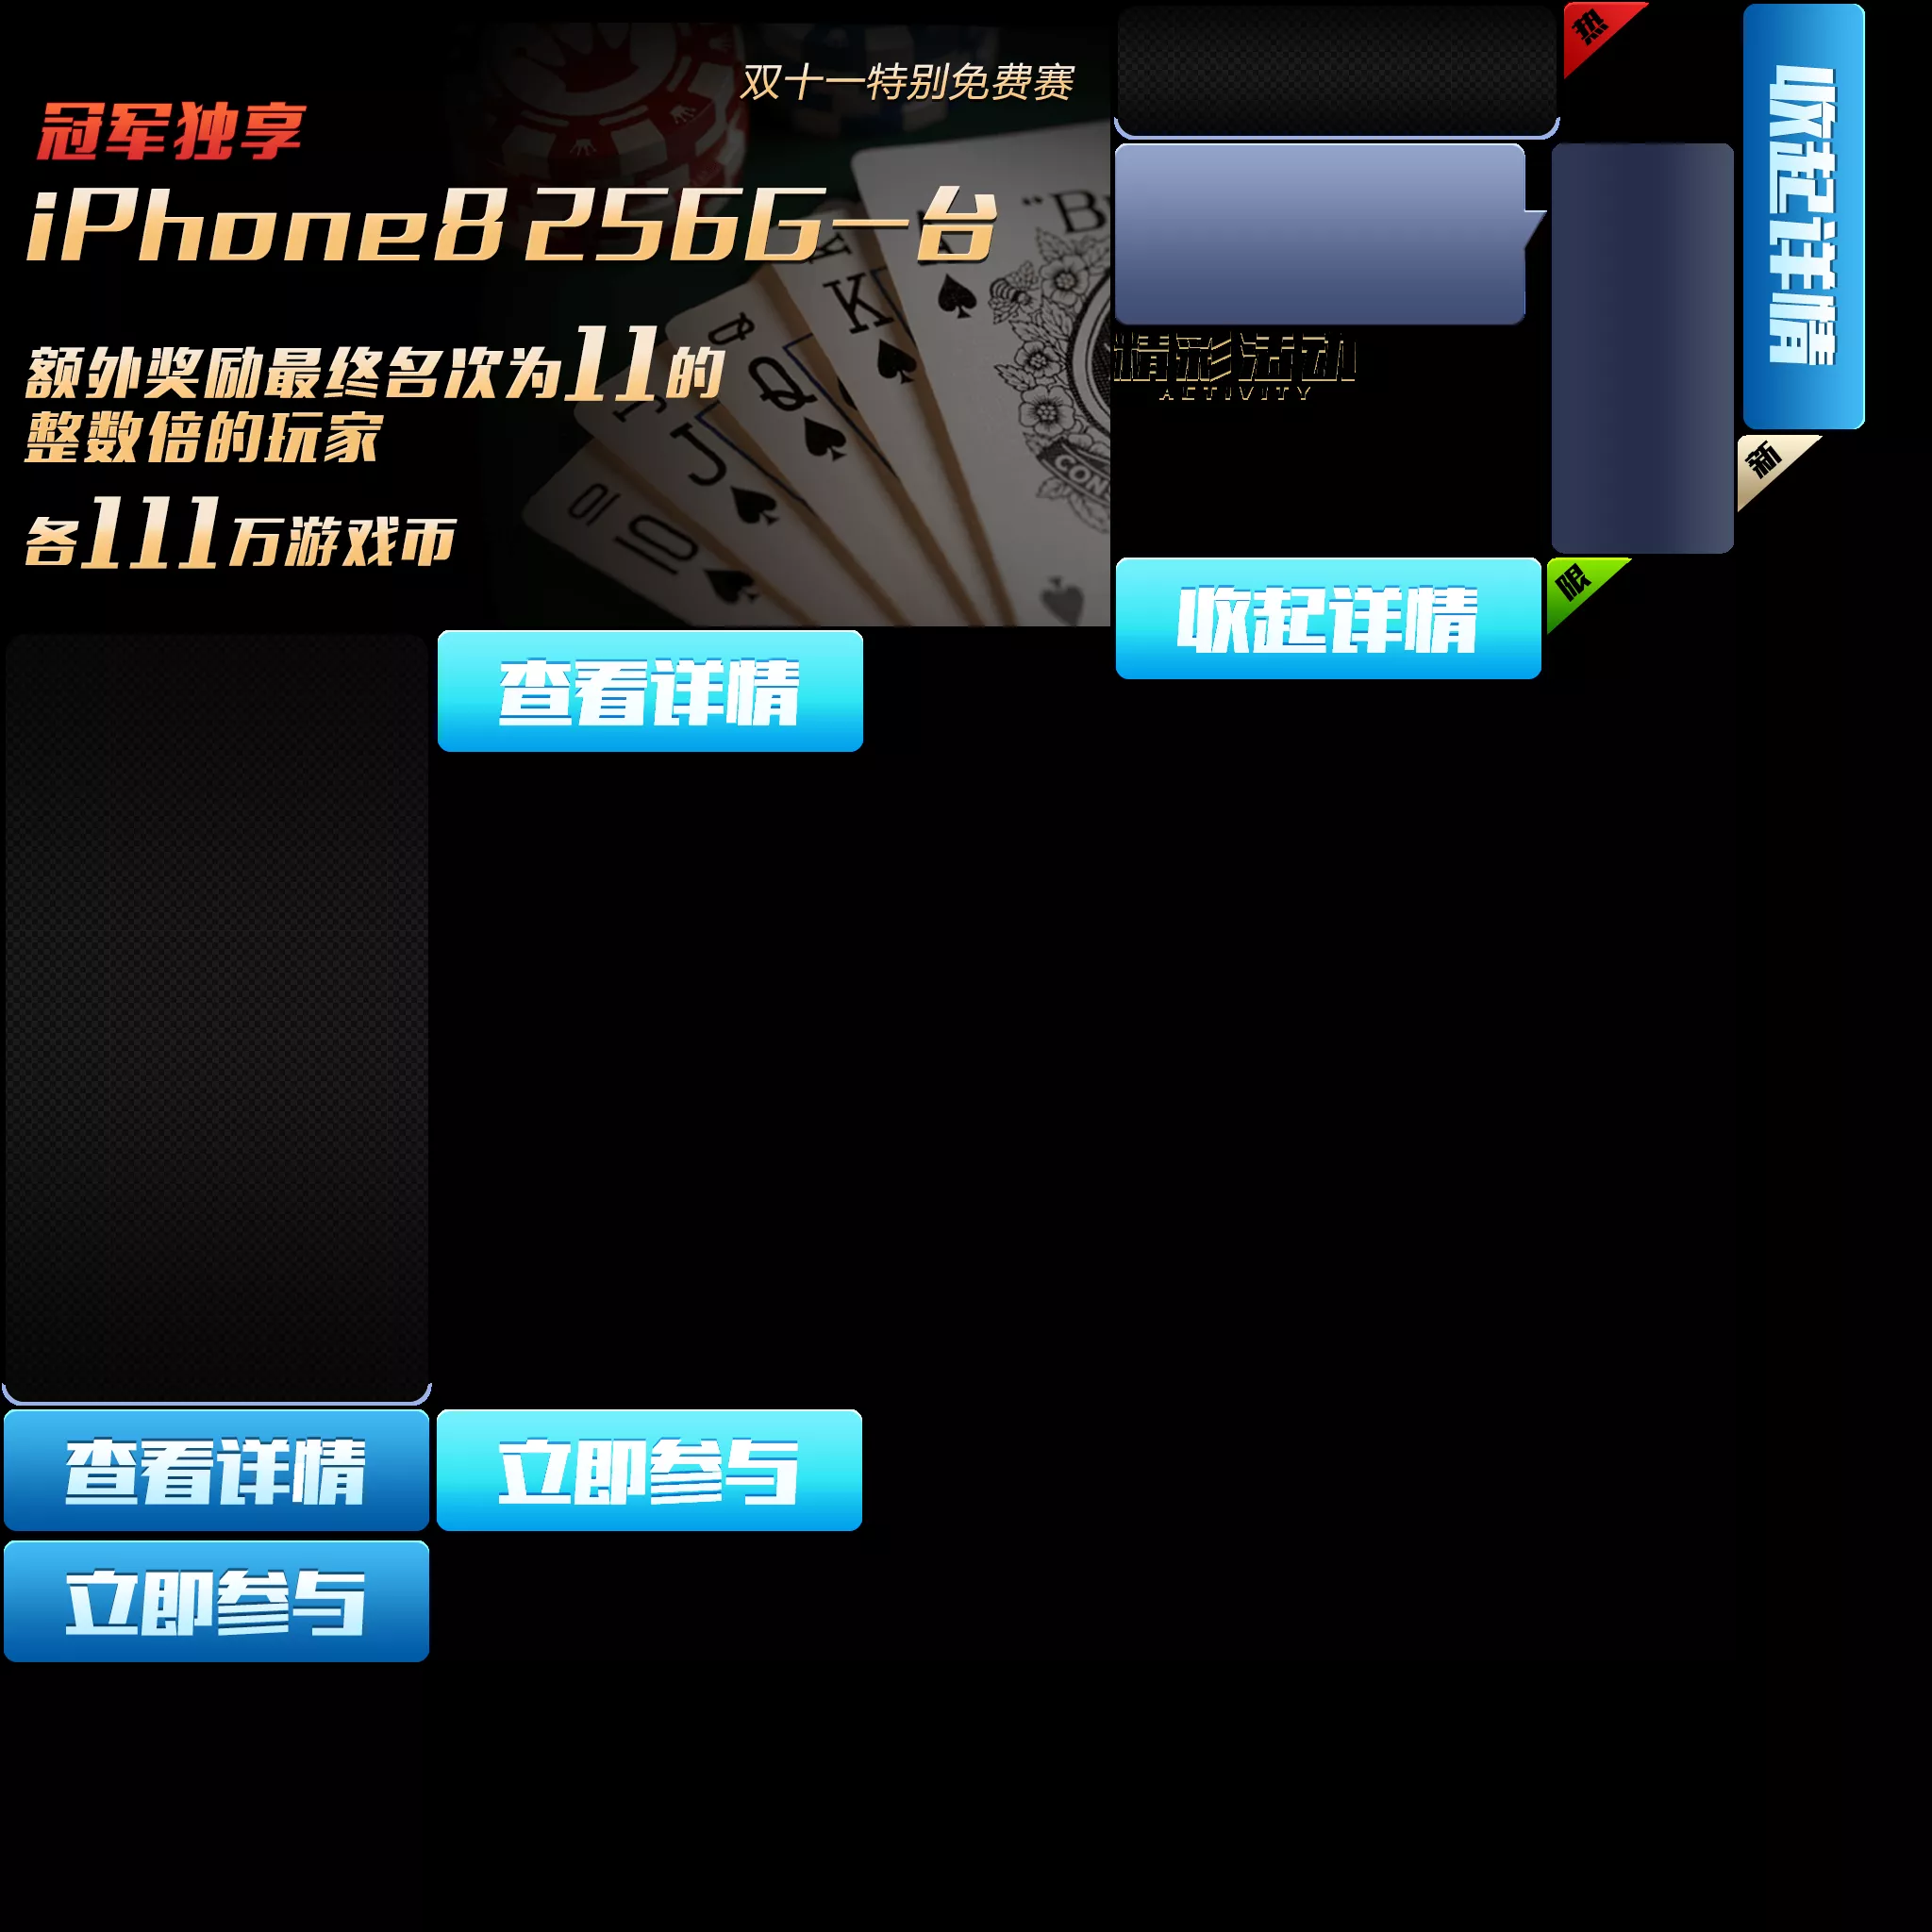 双十一特别免费赛
冠军独享
iPhone8 256G一台
额外奖励最终名次为11的
整数倍的玩家
各111万游戏币
"B
A
K
K
Q
Q
J
J
10
10
CON
热
收起详情
精彩活动
ACTIVITY
新
收起详情
限
查看详情
查看详情
立即参与
立即参与